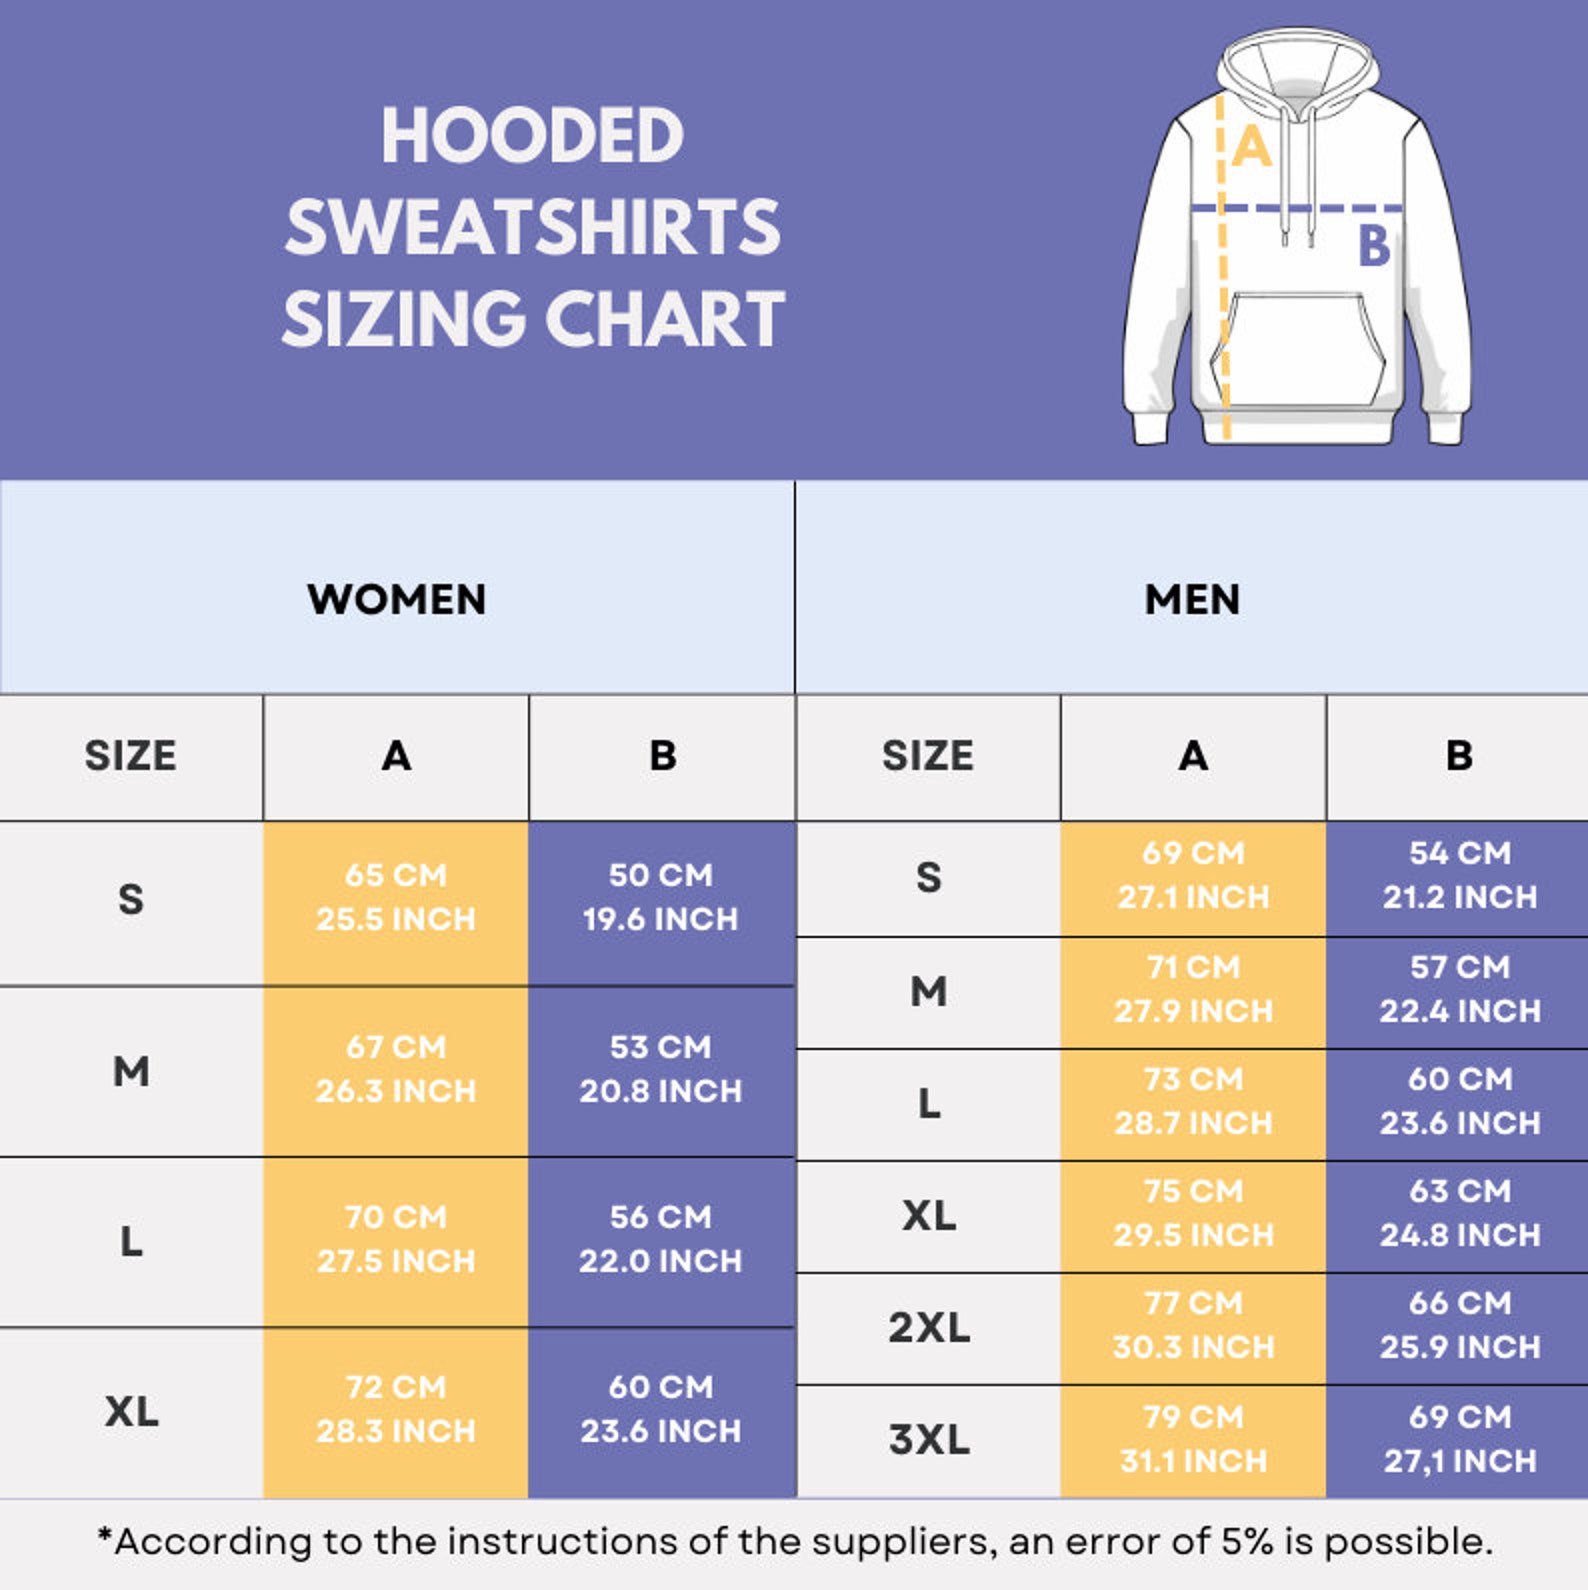 HOODED
SWEATSHIRTS
SIZING CHART
A
B
WOMEN
MEN
SIZE
A
B
SIZE
A
B
S
65 CM
25.5 INCH
50 CM
19.6 INCH
M
67 CM
26.3 INCH
53 CM
20.8 INCH
L
70 CM
27.5 INCH
56 CM
22.0 INCH
XL
72 CM
28.3 INCH
60 CM
23.6 INCH
S
69 CM
27.1 INCH
54 CM
21.2 INCH
M
71 CM
27.9 INCH
57 CM
22.4 INCH
L
73 CM
28.7 INCH
60 CM
23.6 INCH
XL
75 CM
29.5 INCH
63 CM
24.8 INCH
2XL
77 CM
30.3 INCH
66 CM
25.9 INCH
3XL
79 CM
31.1 INCH
69 CM
27,1 INCH
*According to the instructions of the suppliers, an error of 5% is possible.